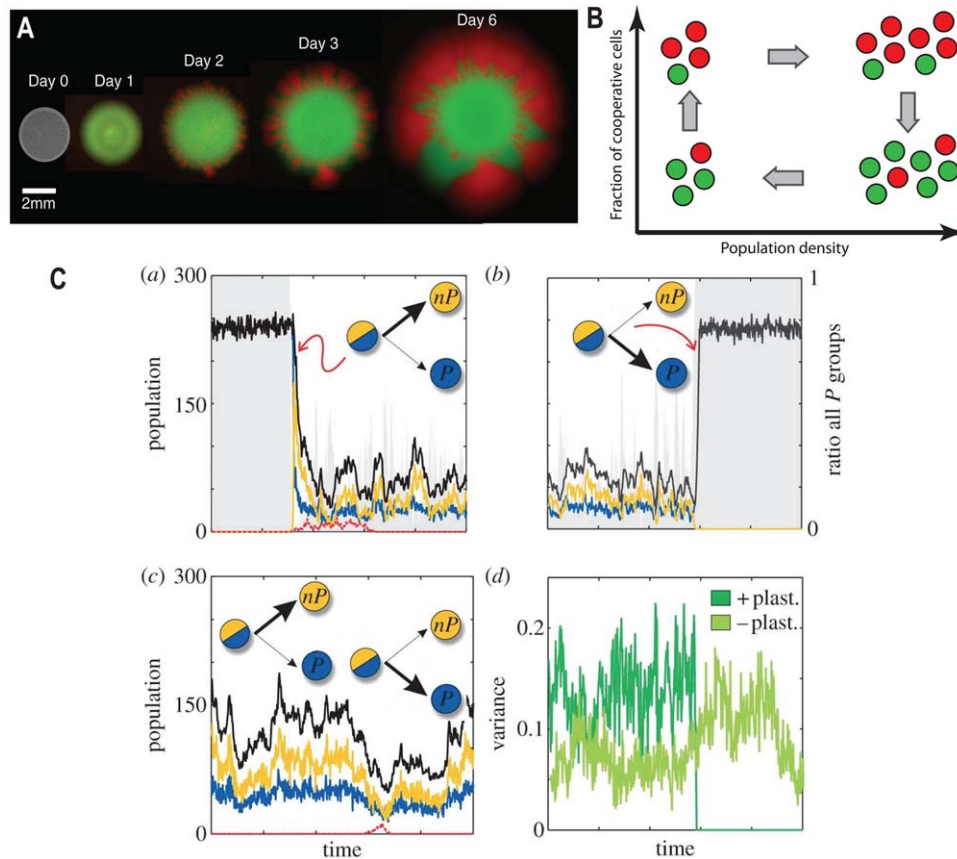 A
Day 0
Day 1
Day 2
Day 3
Day 6
2mm
B
Fraction of cooperative cells
Population density
C
(a)
300
150
0
population
nP
P
(b)
1
0
ratio all P groups
nP
P
(c)
300
150
0
population
nP
P
nP
P
time
(d)
0.2
0.1
0
variance
+ plast.
– plast.
time